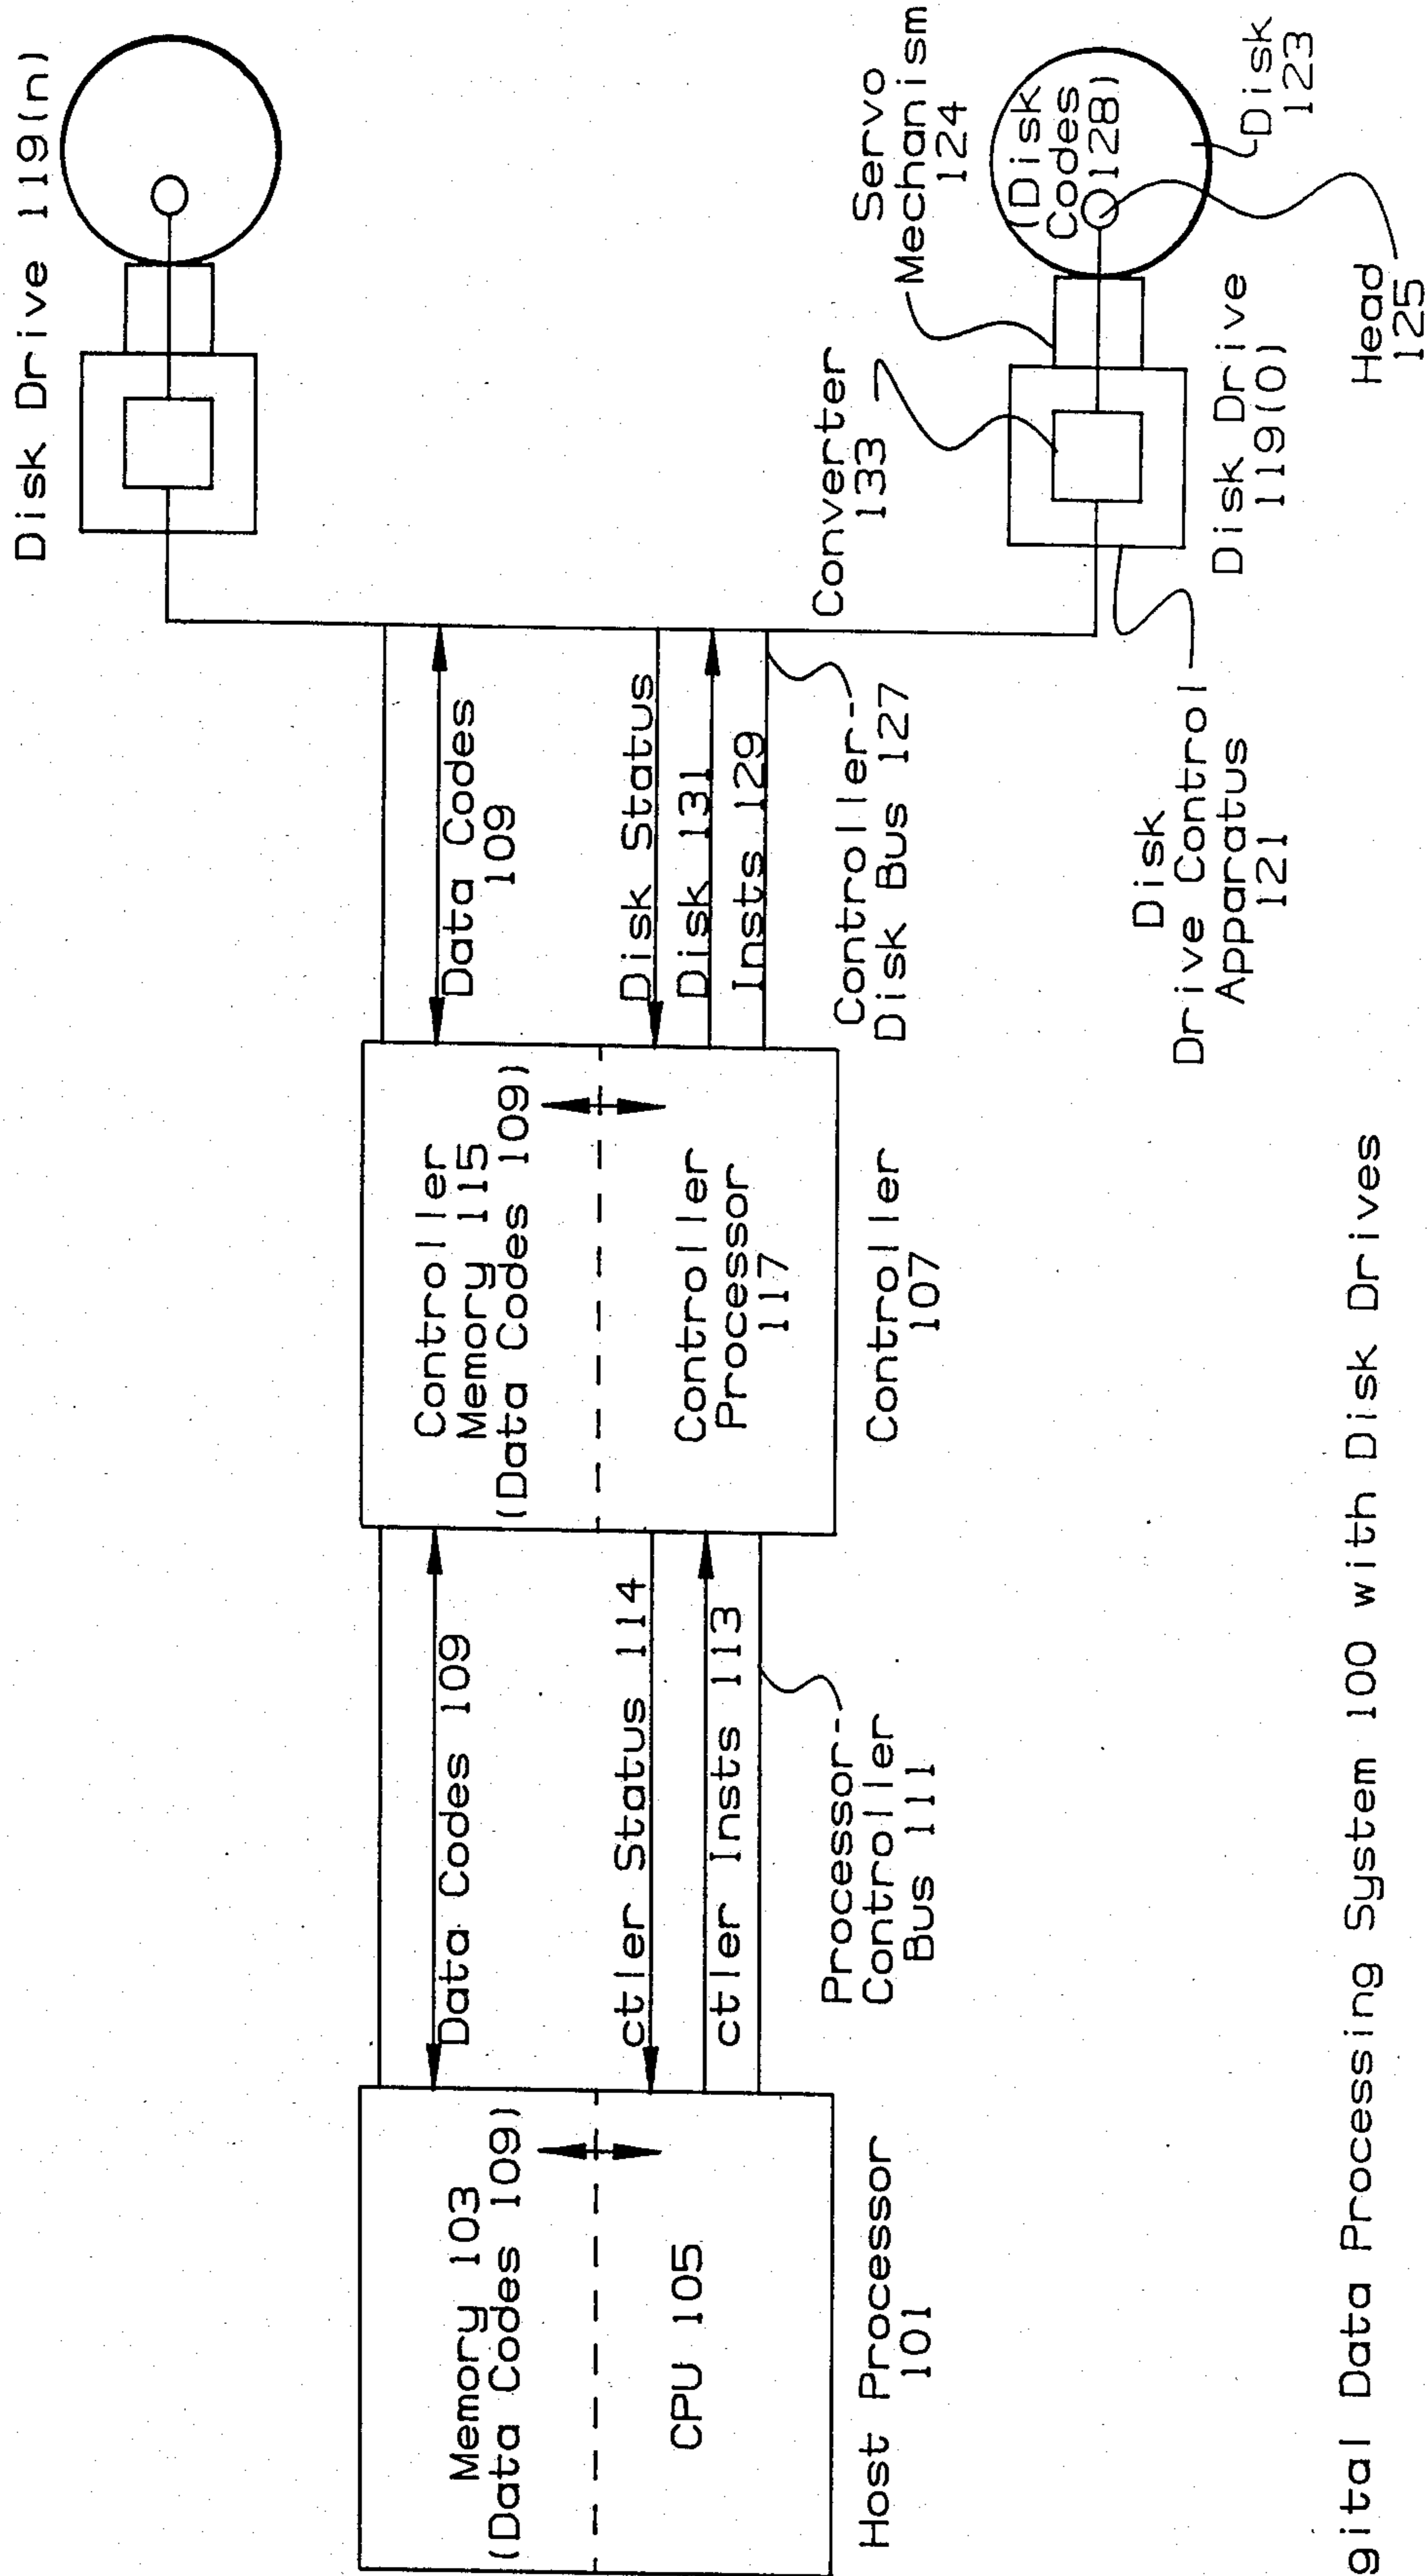 Disk Drive 119(n)
Memory 103
(Data Codes 109)
CPU 105
Host Processor
101
Data Codes 109
ctler Status 114
ctler Insts 113
Processor--
Controller
Bus 111
Controller
Memory 115
(Data Codes 109)
Controller
Processor
117
Controller
107
Data Codes
109
Disk Status
Disk 131
Insts 129
Controller--
Disk Bus 127
Converter
133
Servo
Mechanism
124
(Disk
Codes
128)
Disk
123
Disk Drive
119(0)
Head
125
Disk
Drive Control
Apparatus
121
gital Data Processing System 100 with Disk Drives